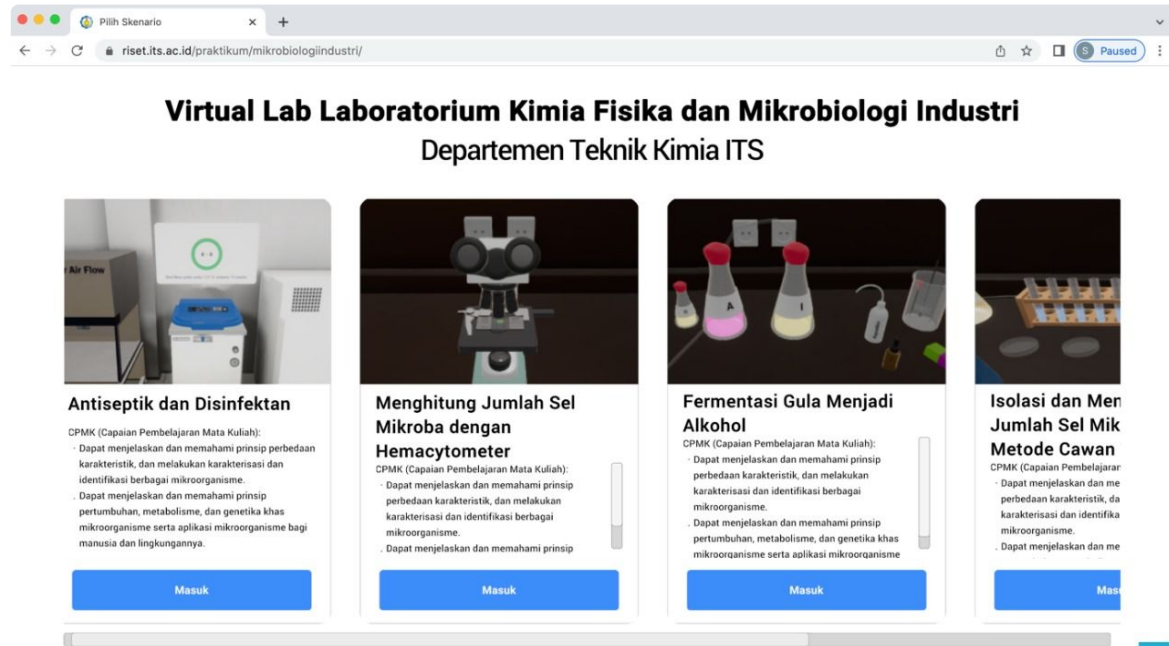 Pilih Skenario
riset.its.ac.id/praktikum/mikrobiologiindustri/
S Paused
Virtual Lab Laboratorium Kimia Fisika dan Mikrobiologi Industri
Departemen Teknik Kimia ITS
Air Flow
Antiseptik dan Disinfektan
CPMK (Capaian Pembelajaran Mata Kuliah):
· Dapat menjelaskan dan memahami prinsip perbedaan
karakteristik, dan melakukan karakterisasi dan
identifikasi berbagai mikroorganisme.
. Dapat menjelaskan dan memahami prinsip
pertumbuhan, metabolisme, dan genetika khas
mikroorganisme serta aplikasi mikroorganisme bagi
manusia dan lingkungannya.
Masuk
Menghitung Jumlah Sel
Mikroba dengan
Hemacytometer
CPMK (Capaian Pembelajaran Mata Kuliah):
· Dapat menjelaskan dan memahami prinsip
perbedaan karakteristik, dan melakukan
karakterisasi dan identifikasi berbagai
mikroorganisme.
. Dapat menjelaskan dan memahami prinsip
Masuk
A
I
Fermentasi Gula Menjadi
Alkohol
CPMK (Capaian Pembelajaran Mata Kuliah):
· Dapat menjelaskan dan memahami prinsip
perbedaan karakteristik, dan melakukan
karakterisasi dan identifikasi berbagai
mikroorganisme.
. Dapat menjelaskan dan memahami prinsip
pertumbuhan, metabolisme, dan genetika khas
mikroorganisme serta aplikasi mikroorganisme
Masuk
Isolasi dan Men
Jumlah Sel Mik
Metode Cawan
CPMK (Capaian Pembelajaran
· Dapat menjelaskan dan me
perbedaan karakteristik, da
karakterisasi dan identifika
mikroorganisme.
. Dapat menjelaskan dan me
Mas